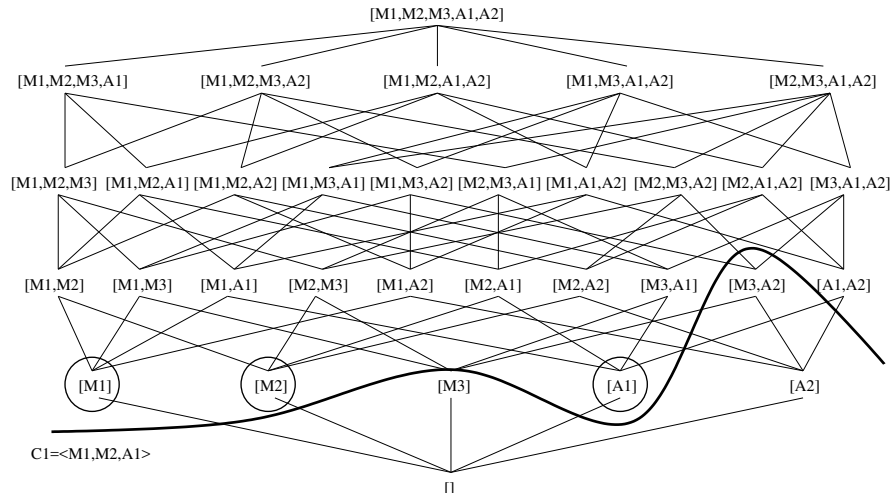 [M1,M2,M3,A1,A2]
[M1,M2,M3,A1] [M1,M2,M3,A2] [M1,M2,A1,A2] [M1,M3,A1,A2] [M2,M3,A1,A2]
[M1,M2,M3] [M1,M2,A1] [M1,M2,A2] [M1,M3,A1] [M1,M3,A2] [M2,M3,A1] [M1,A1,A2] [M2,M3,A2] [M2,A1,A2] [M3,A1,A2]
[M1,M2] [M1,M3] [M1,A1] [M2,M3] [M1,A2] [M2,A1] [M2,A2] [M3,A1] [M3,A2] [A1,A2]
[M1] [M2] [M3] [A1] [A2]
C1=<M1,M2,A1>
[]